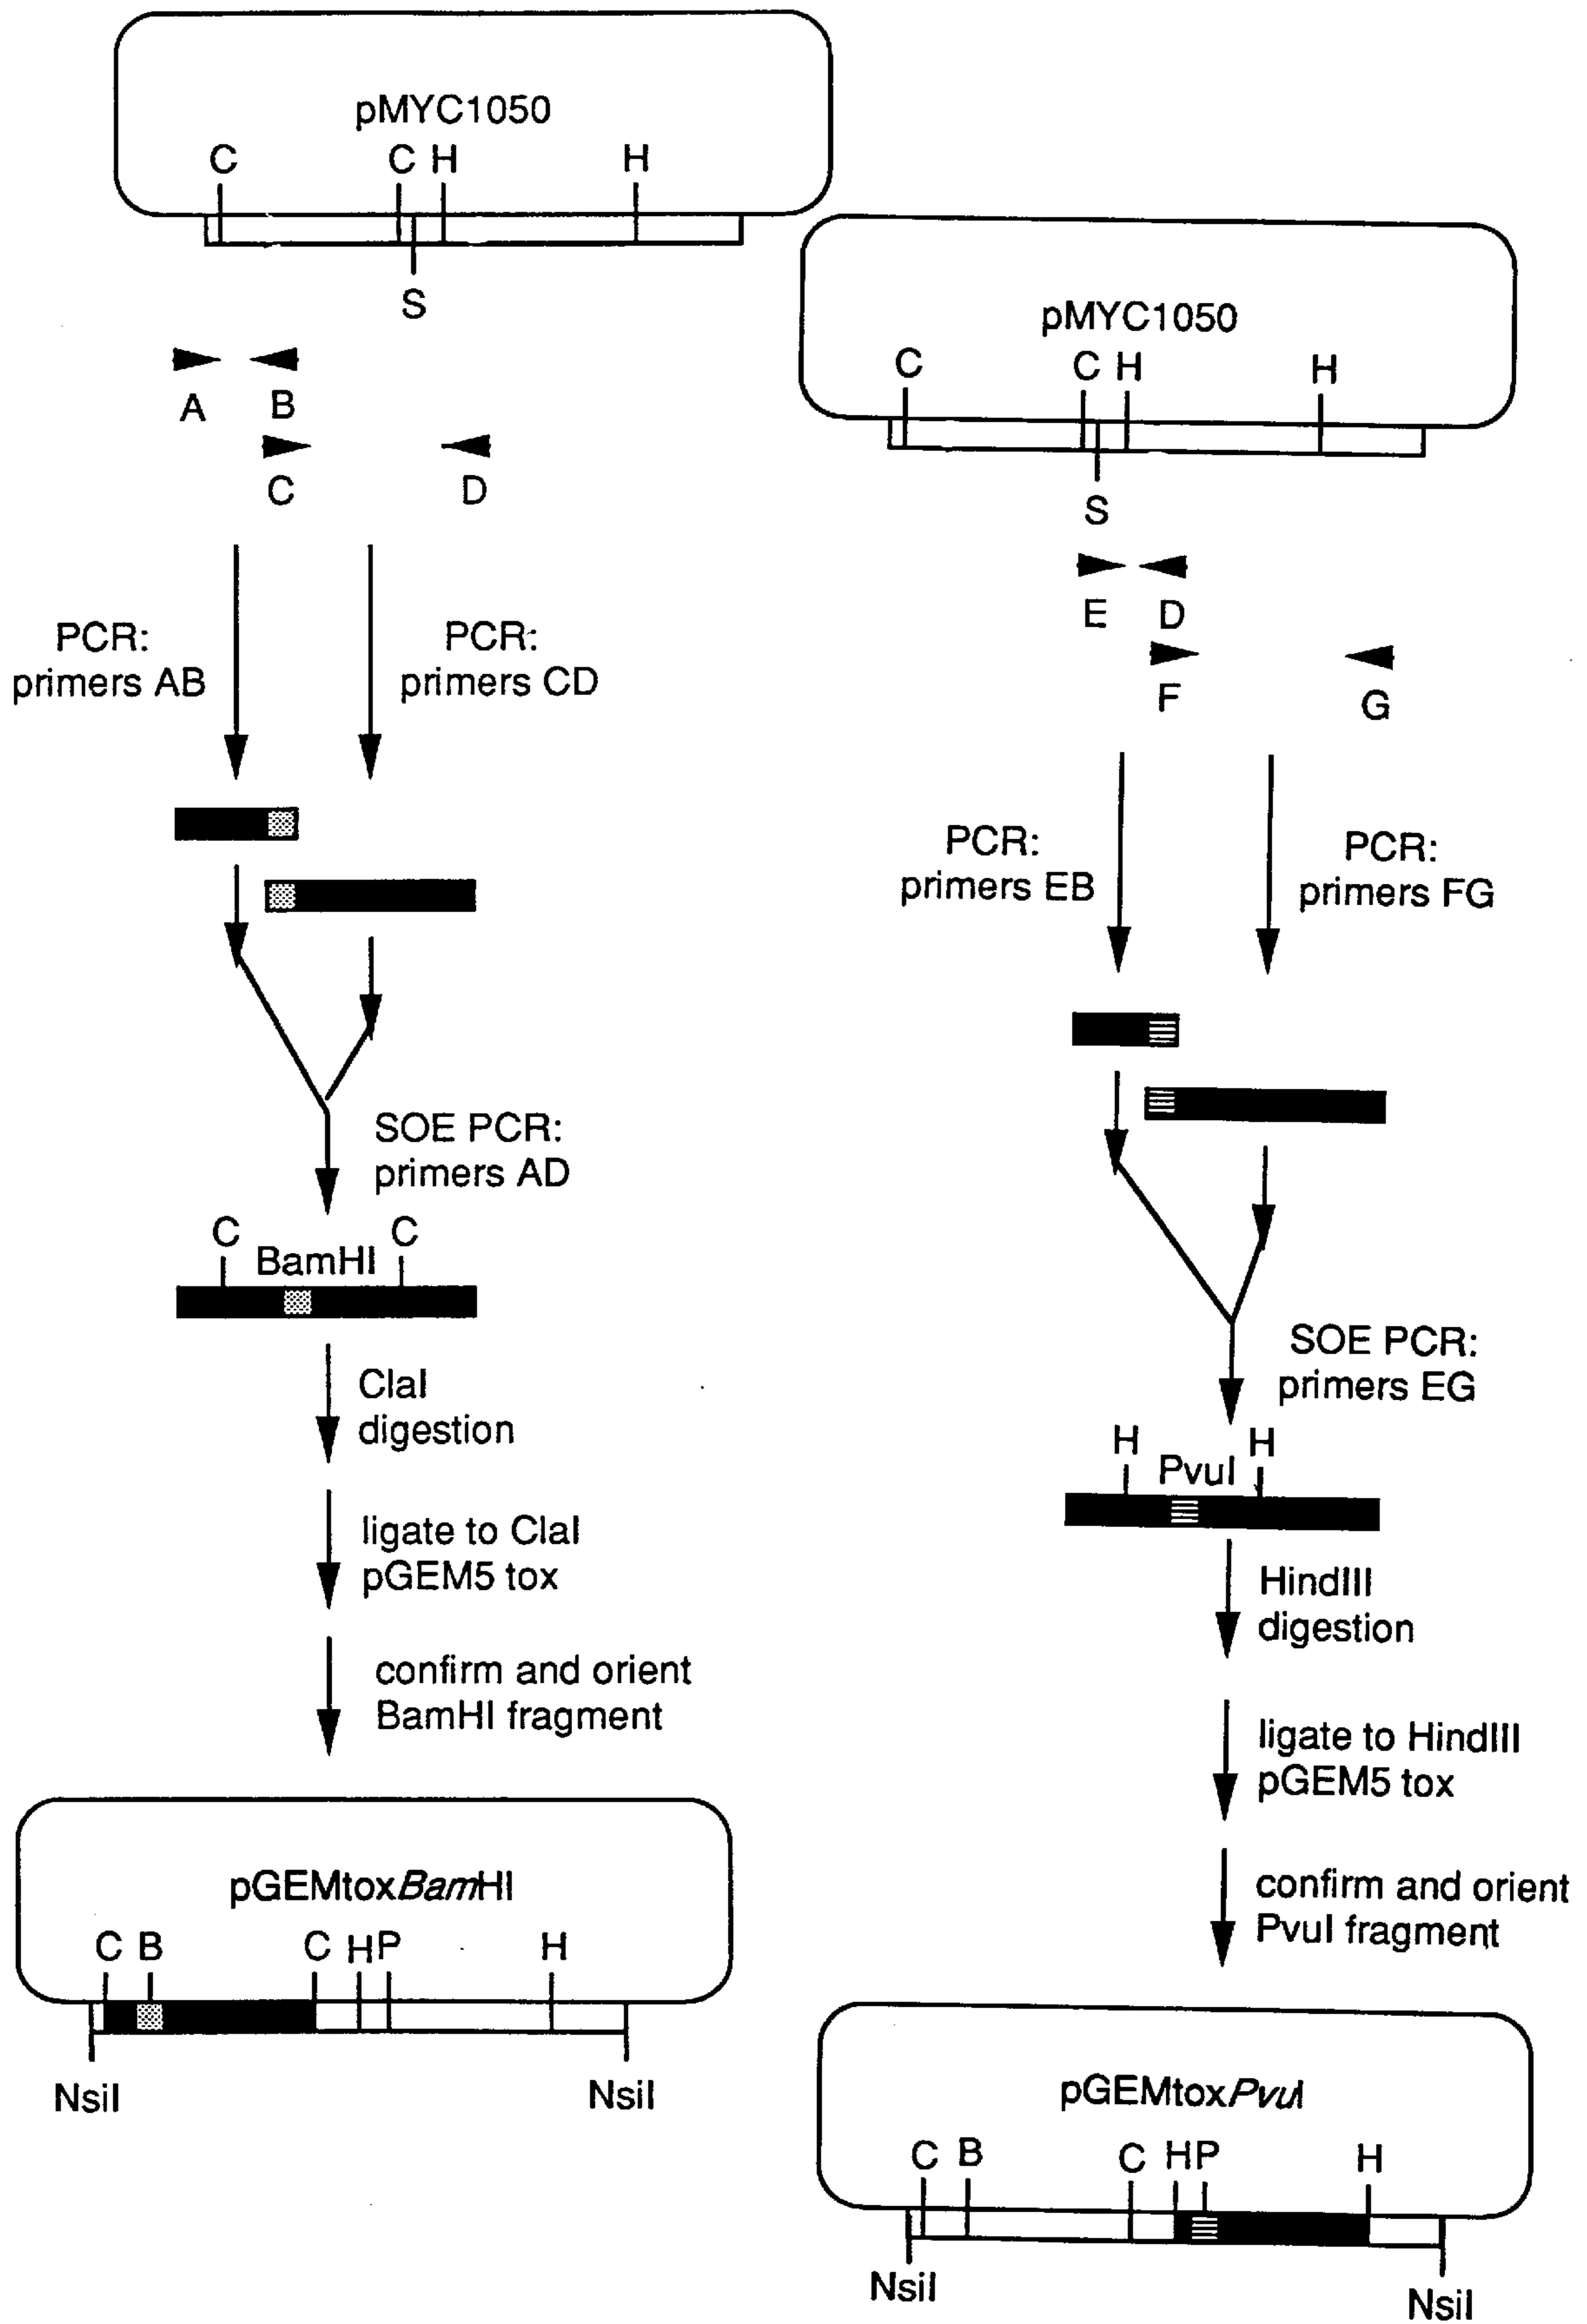 pMYC1050
C C H H
S
A B
C D
PCR:
primers AB
PCR:
primers CD
SOE PCR:
primers AD
C C
BamHI
ClaI
digestion
ligate to ClaI
pGEM5 tox
confirm and orient
BamHI fragment
pGEMtoxBamHI
C B C H P H
NsiI NsiI
pMYC1050
C C H H
S
E D
F G
PCR:
primers EB
PCR:
primers FG
SOE PCR:
primers EG
H H
PvuI
HindIII
digestion
ligate to HindIII
pGEM5 tox
confirm and orient
PvuI fragment
pGEMtoxPvuI
C B C H P H
NsiI NsiI